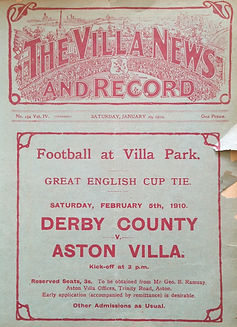 THE VILLA NEWS
AND RECORD
No. 134 Vol. IV. SATURDAY, JANUARY 1910. One Penny.
Football at Villa Park.
GREAT ENGLISH CUP TIE.
SATURDAY, FEBRUARY 5th, 1910.
DERBY COUNTY
V.
ASTON VILLA.
Kick-off at 3 p.m.
Reserved Seats, 3s. To be obtained from Mr. Geo. B. Ramsay,
Aston Villa Offices, Trinity Road, Aston.
Early application (accompanied by remittance) is desirable.
Other Admissions as Usual.